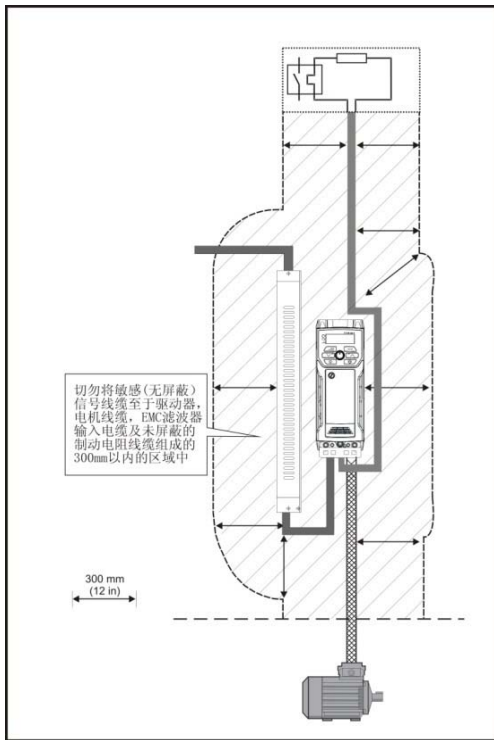 切勿将敏感(无屏蔽)
信号线缆至于驱动器，
电机线缆，EMC滤波器
输入电缆及未屏蔽的
制动电阻线缆组成的
300mm以内的区域中
300 mm
(12 in)